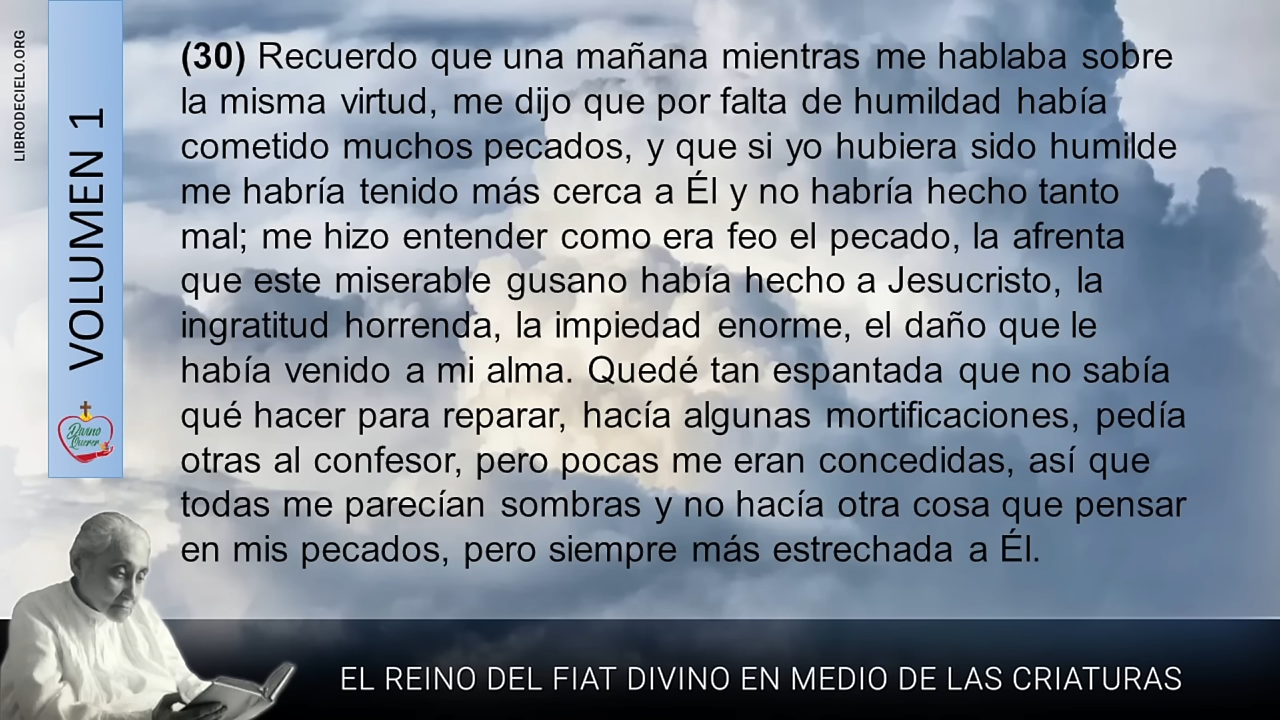 LIBRODECIELO.ORG
VOLUMEN 1
Divino
Querer
(30) Recuerdo que una mañana mientras me hablaba sobre
la misma virtud, me dijo que por falta de humildad había
cometido muchos pecados, y que si yo hubiera sido humilde
me habría tenido más cerca a Él y no habría hecho tanto
mal; me hizo entender como era feo el pecado, la afrenta
que este miserable gusano había hecho a Jesucristo, la
ingratitud horrenda, la impiedad enorme, el daño que le
había venido a mi alma. Quedé tan espantada que no sabía
qué hacer para reparar, hacía algunas mortificaciones, pedía
otras al confesor, pero pocas me eran concedidas, así que
todas me parecían sombras y no hacía otra cosa que pensar
en mis pecados, pero siempre más estrechada a Él.
EL REINO DEL FIAT DIVINO EN MEDIO DE LAS CRIATURAS